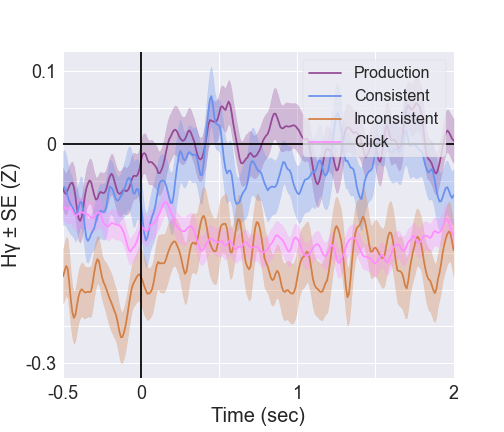 Production
Consistent
Inconsistent
Click
0.1
0
-0.3
Hγ ± SE (Z)
-0.5
0
1
2
Time (sec)